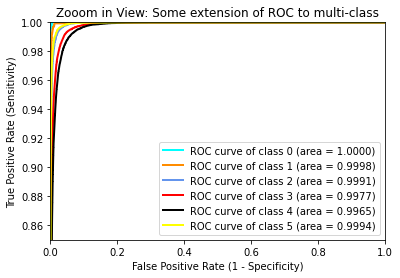 Zooom in View: Some extension of ROC to multi-class
True Positive Rate (Sensitivity)
1.00
0.98
0.96
0.94
0.92
0.90
0.88
0.86
ROC curve of class 0 (area = 1.0000)
ROC curve of class 1 (area = 0.9998)
ROC curve of class 2 (area = 0.9991)
ROC curve of class 3 (area = 0.9977)
ROC curve of class 4 (area = 0.9965)
ROC curve of class 5 (area = 0.9994)
0.0 0.2 0.4 0.6 0.8 1.0
False Positive Rate (1 - Specificity)